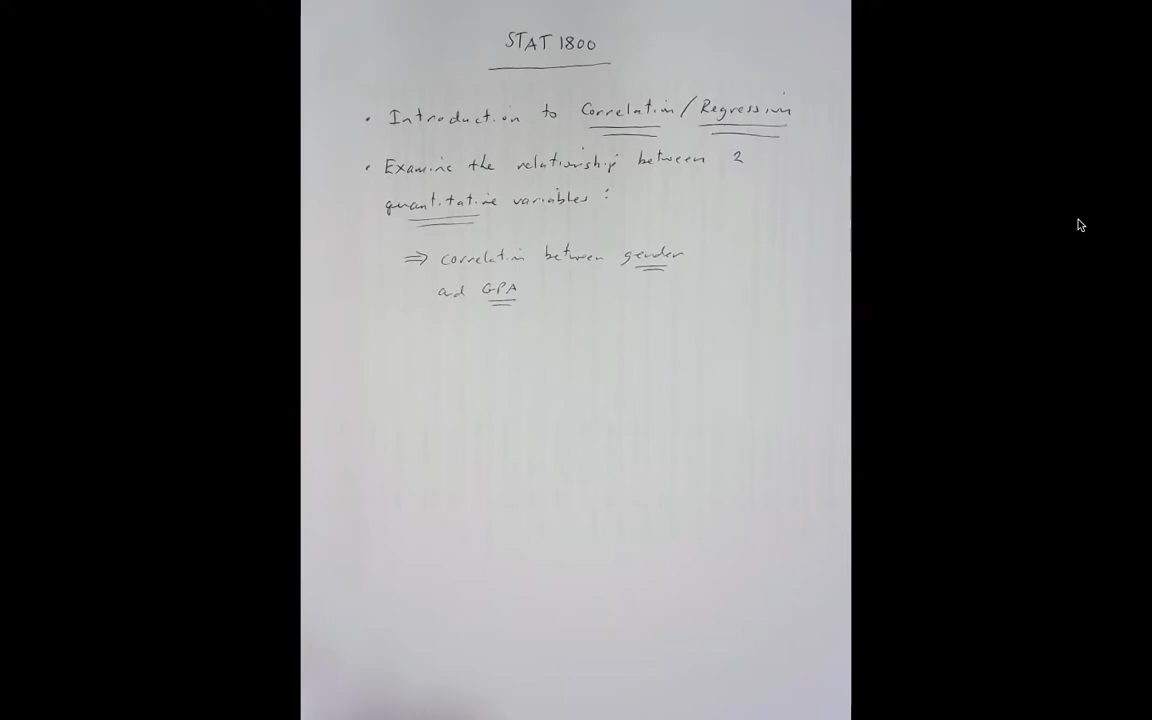 STAT 1800
• Introduction to Correlation / Regression
• Examine the relationship between 2
quantitative variables :
⇒ correlation between gender
and GPA